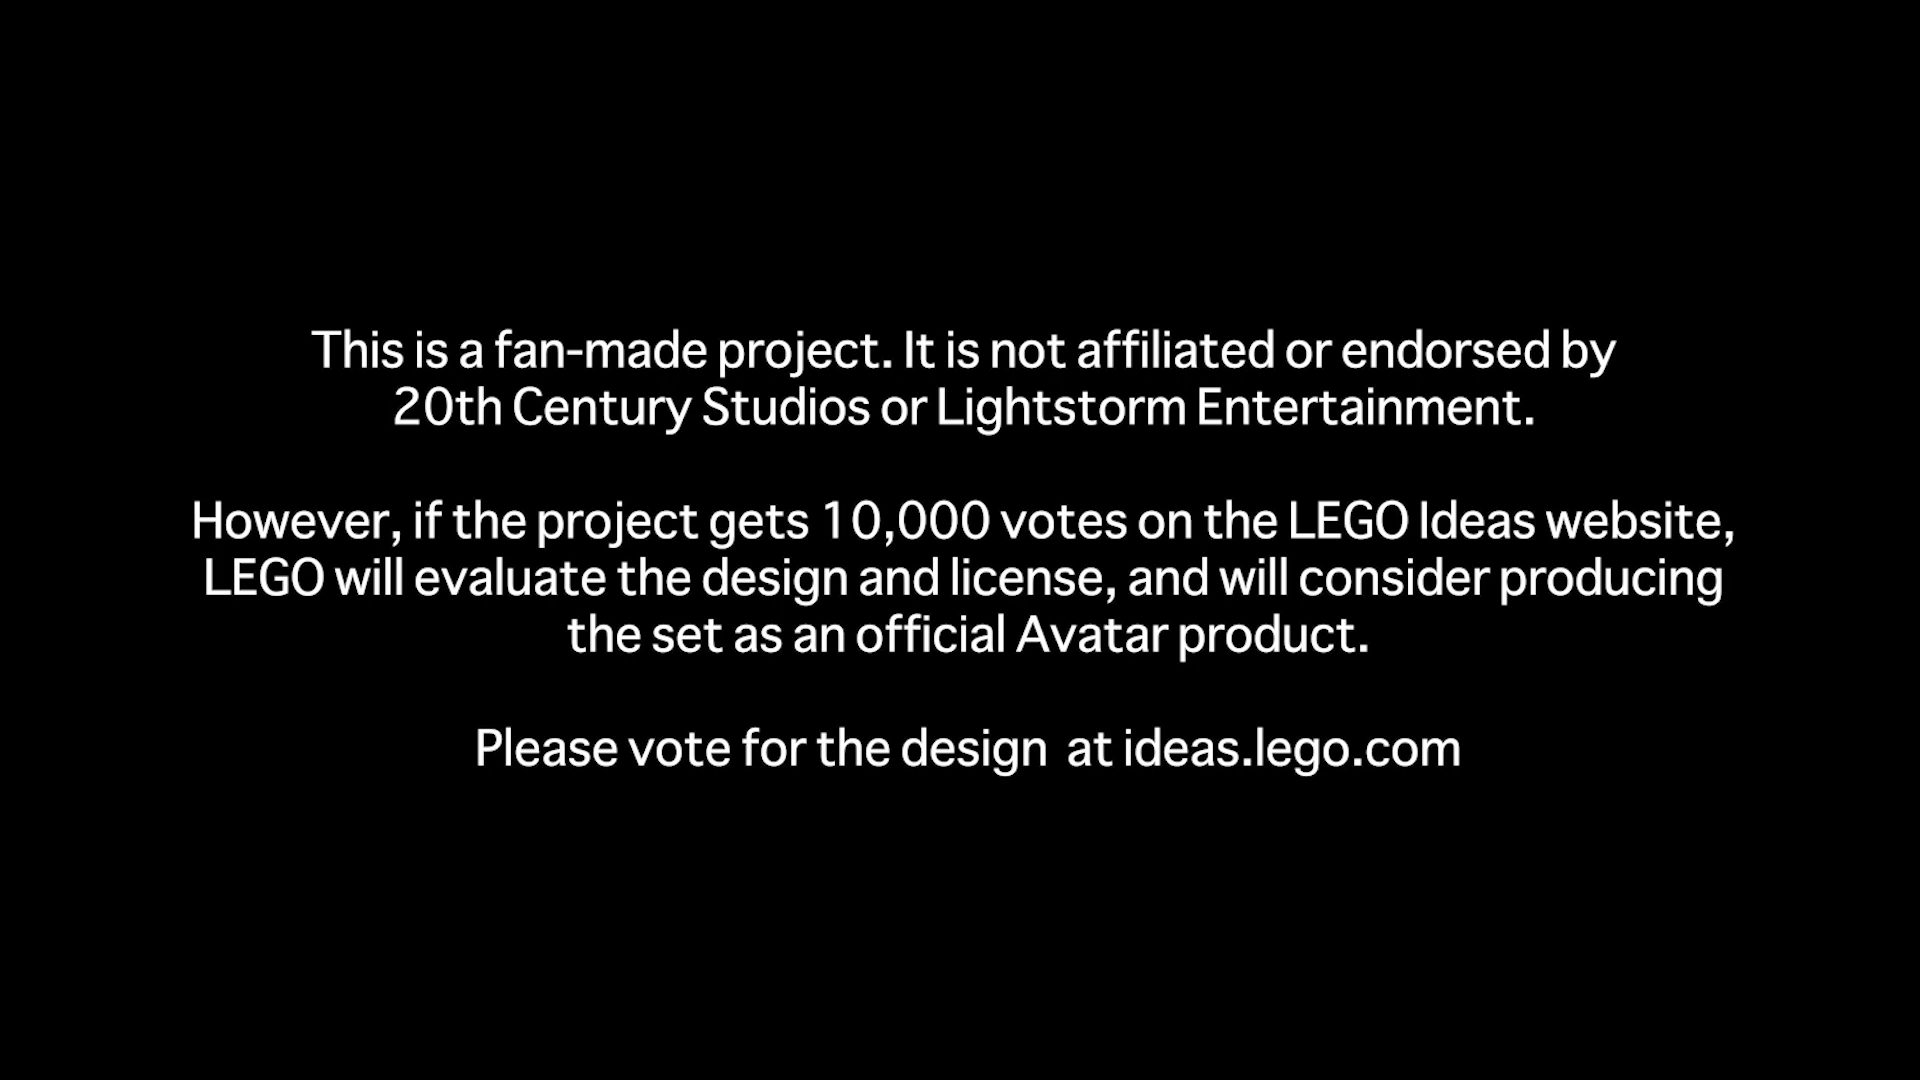 This is a fan-made project. It is not affiliated or endorsed by
20th Century Studios or Lightstorm Entertainment.
However, if the project gets 10,000 votes on the LEGO Ideas website,
LEGO will evaluate the design and license, and will consider producing
the set as an official Avatar product.
Please vote for the design  at ideas.lego.com